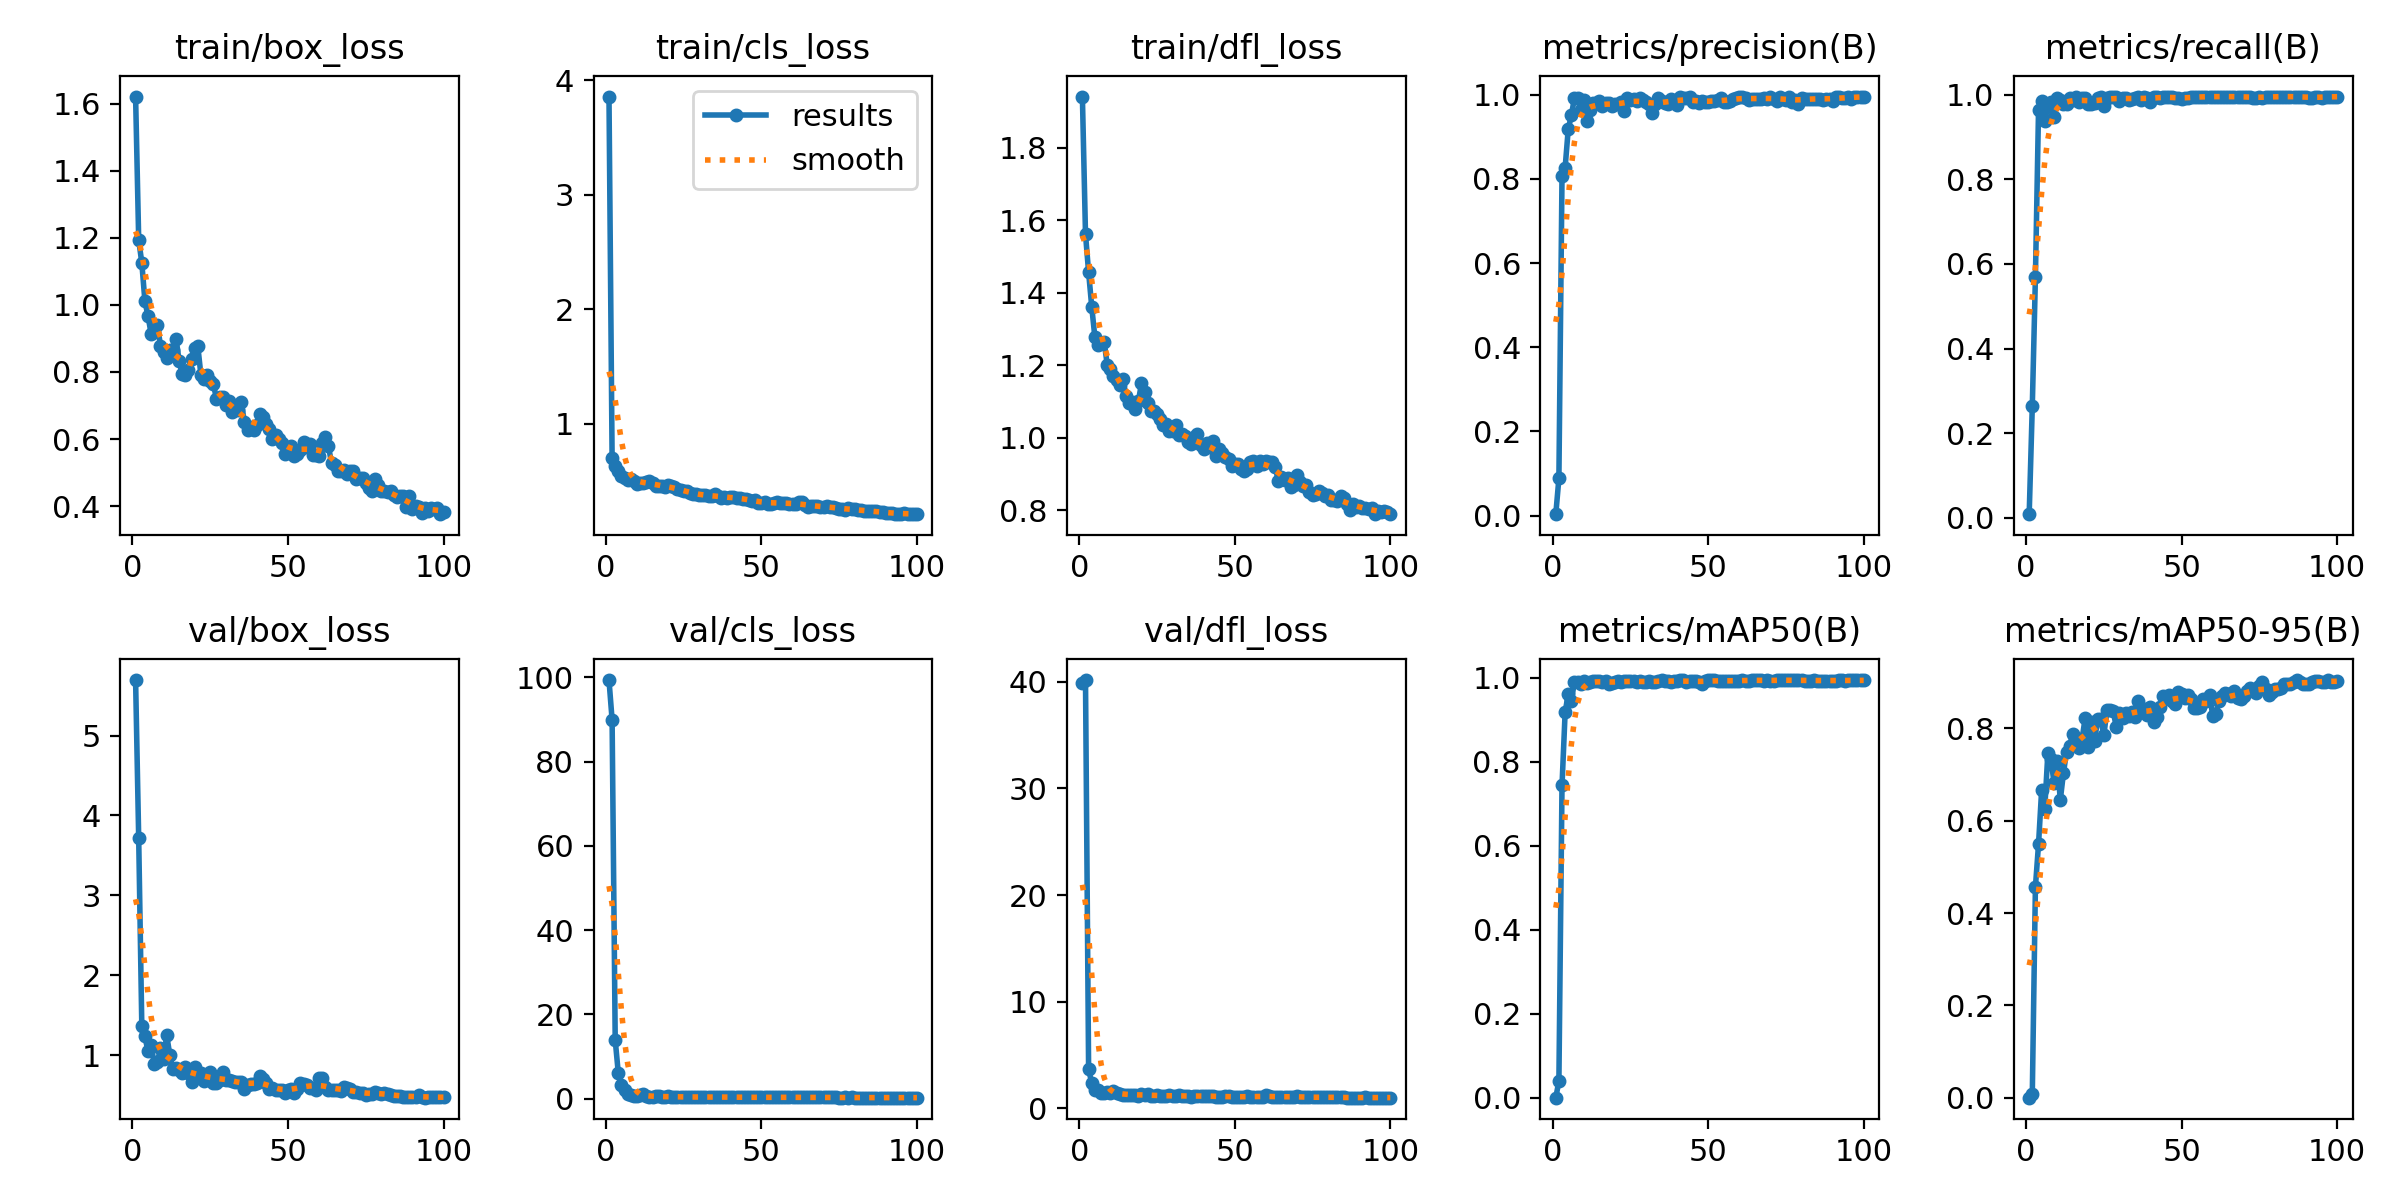 train/box_loss
1.6
1.4
1.2
1.0
0.8
0.6
0.4
0 50 100
train/cls_loss
4
3
2
1
0 50 100
results
smooth
train/dfl_loss
1.8
1.6
1.4
1.2
1.0
0.8
0 50 100
metrics/precision(B)
1.0
0.8
0.6
0.4
0.2
0.0
0 50 100
metrics/recall(B)
1.0
0.8
0.6
0.4
0.2
0.0
0 50 100
val/box_loss
5
4
3
2
1
0 50 100
val/cls_loss
100
80
60
40
20
0
0 50 100
val/dfl_loss
40
30
20
10
0
0 50 100
metrics/mAP50(B)
1.0
0.8
0.6
0.4
0.2
0.0
0 50 100
metrics/mAP50-95(B)
0.8
0.6
0.4
0.2
0.0
0 50 100